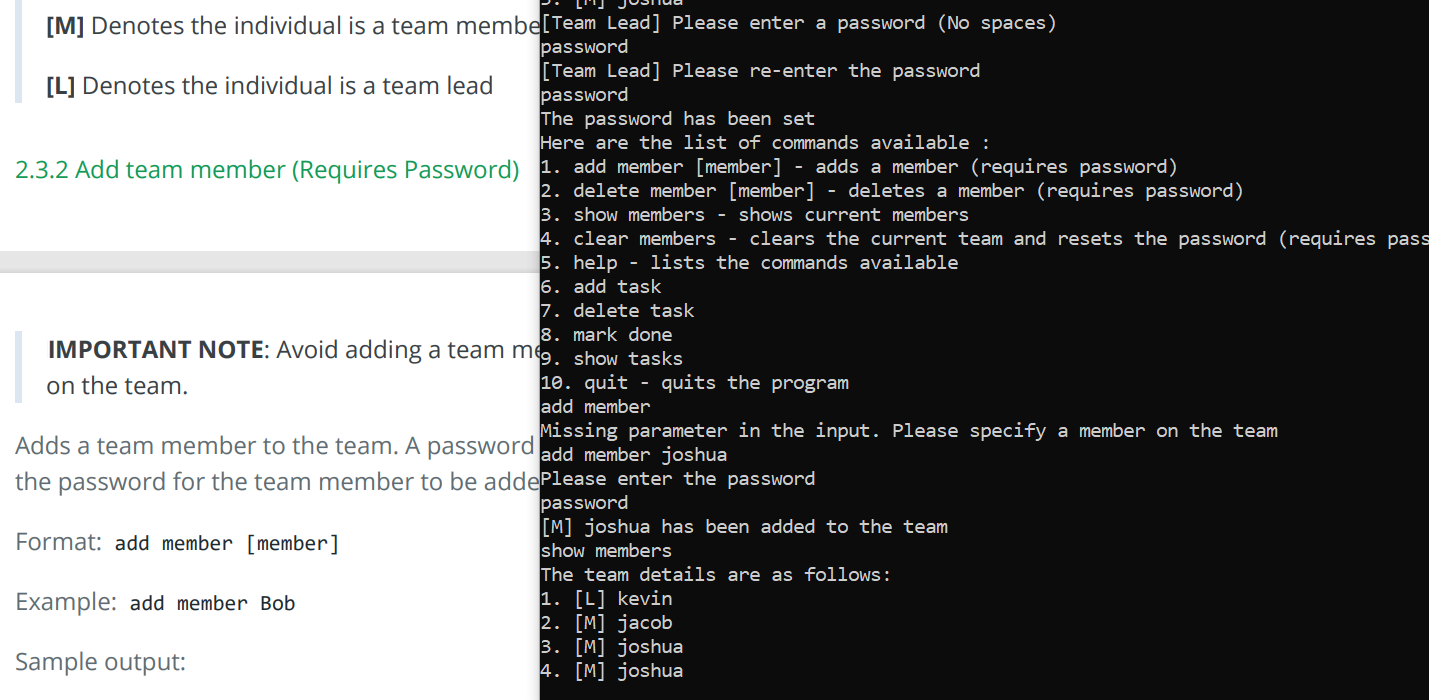 [M] Denotes the individual is a team membe
[L] Denotes the individual is a team lead
2.3.2 Add team member (Requires Password)
IMPORTANT NOTE: Avoid adding a team me
on the team.
Adds a team member to the team. A password
the password for the team member to be adde
Format: add member [member]
Example: add member Bob
Sample output:
3. [M] joshua
[Team Lead] Please enter a password (No spaces)
password
[Team Lead] Please re-enter the password
password
The password has been set
Here are the list of commands available :
1. add member [member] - adds a member (requires password)
2. delete member [member] - deletes a member (requires password)
3. show members - shows current members
4. clear members - clears the current team and resets the password (requires pass
5. help - lists the commands available
6. add task
7. delete task
8. mark done
9. show tasks
10. quit - quits the program
add member
Missing parameter in the input. Please specify a member on the team
add member joshua
Please enter the password
password
[M] joshua has been added to the team
show members
The team details are as follows:
1. [L] kevin
2. [M] jacob
3. [M] joshua
4. [M] joshua